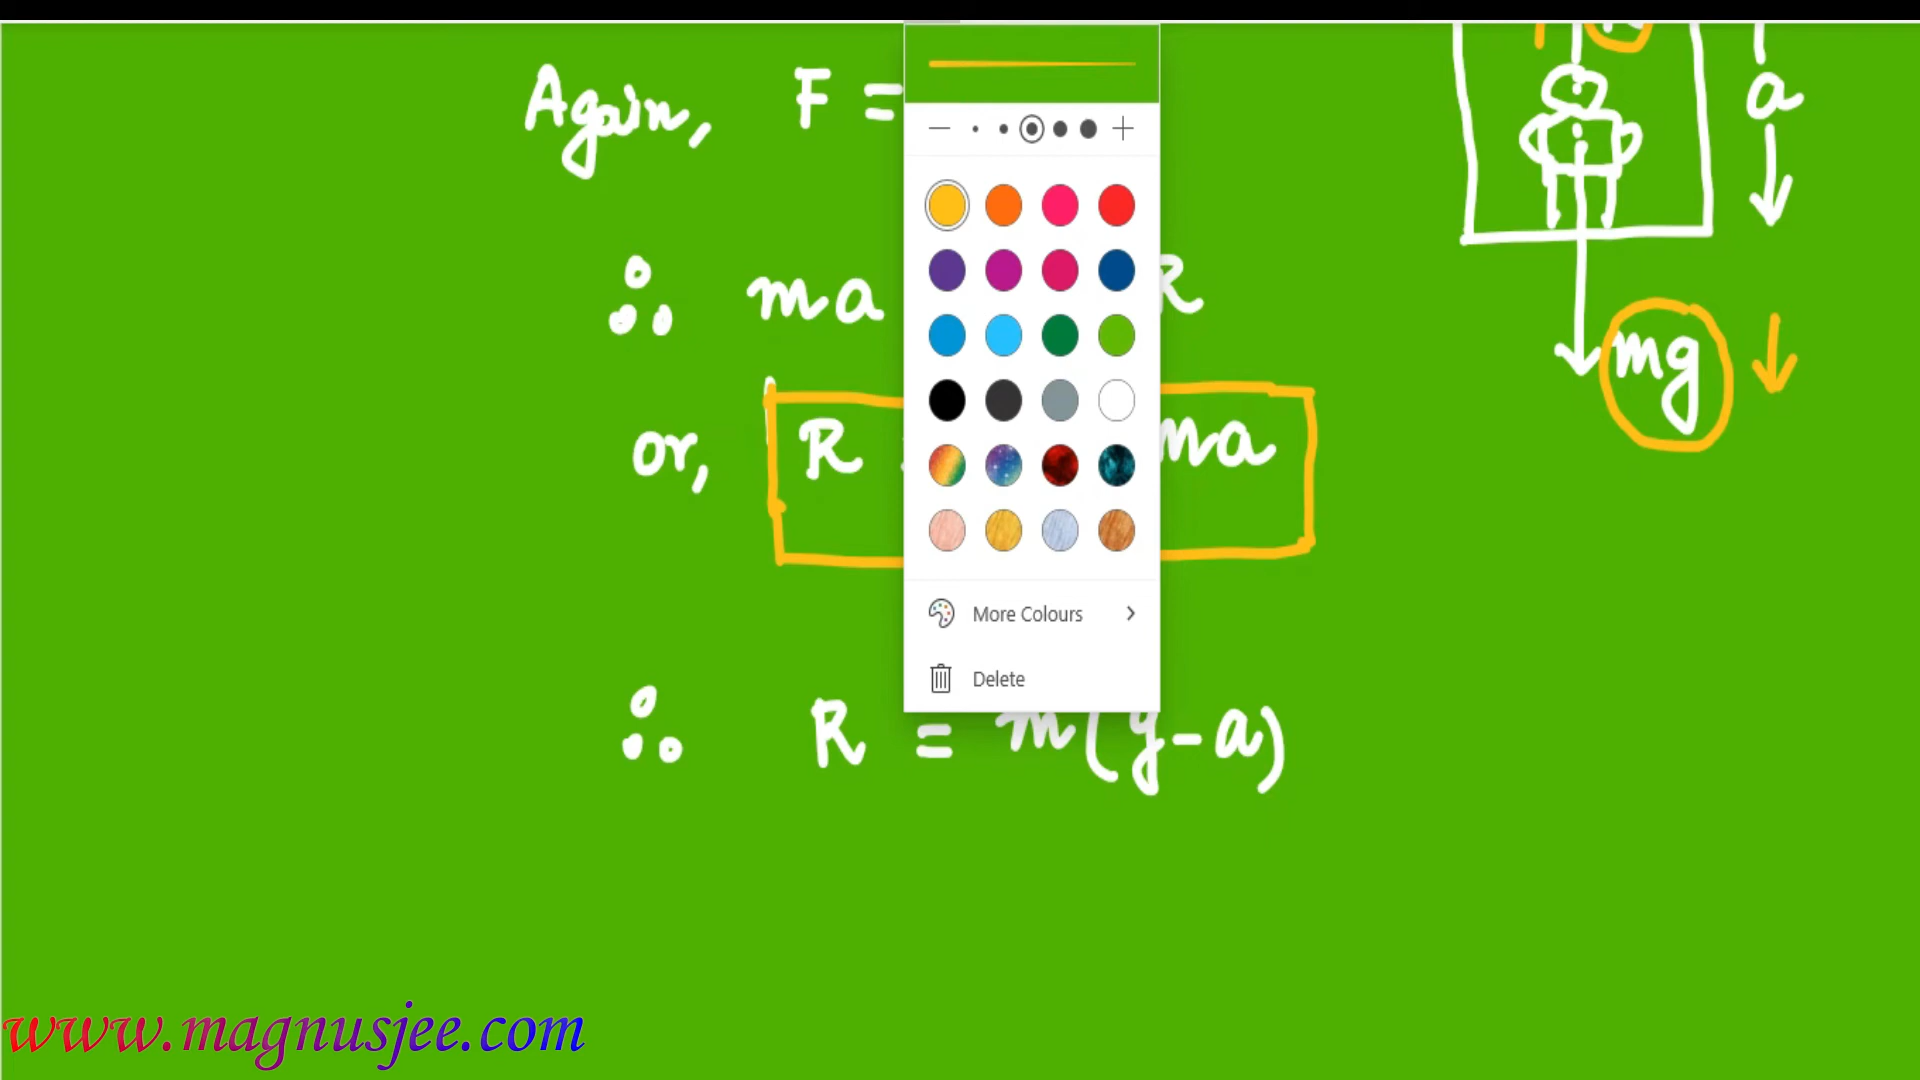 Again, F =
a
∴ ma R
mg
or, R ma
More Colours
Delete
∴ R = m(g-a)
www.magnusjee.com